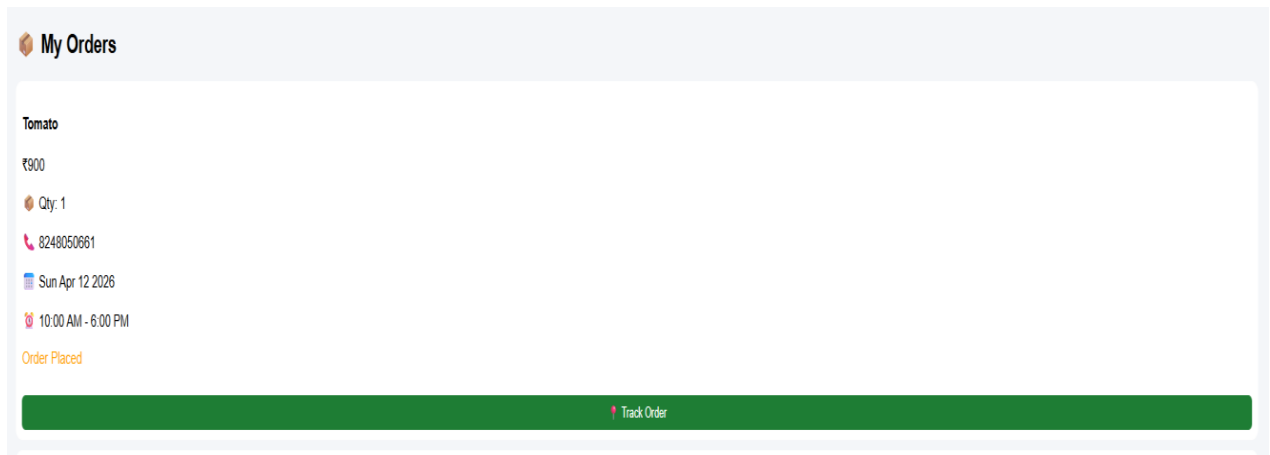 📦 My Orders
Tomato
₹900
📦 Qty: 1
📞 8248050661
📅 Sun Apr 12 2026
⏰ 10:00 AM - 6:00 PM
Order Placed
📍 Track Order